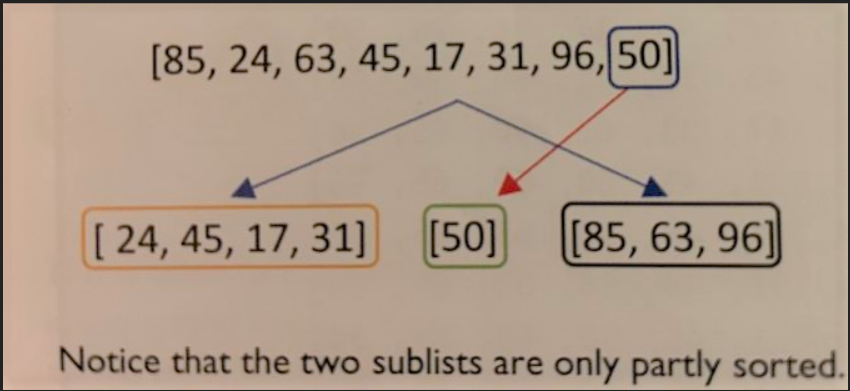 [85, 24, 63, 45, 17, 31, 96, 50]
[ 24, 45, 17, 31] [50] [85, 63, 96]
Notice that the two sublists are only partly sorted.